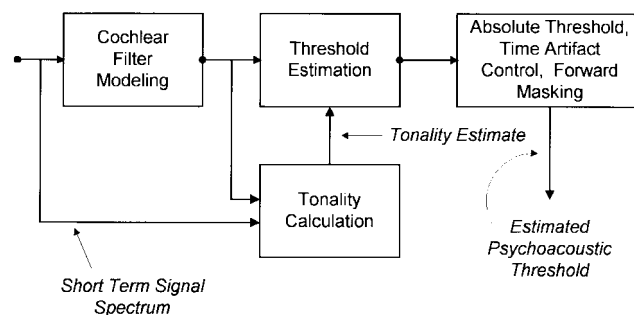 Cochlear
Filter
Modeling
Threshold
Estimation
Absolute Threshold,
Time Artifact
Control, Forward
Masking
Tonality Estimate
Tonality
Calculation
Short Term Signal
Spectrum
Estimated
Psychoacoustic
Threshold